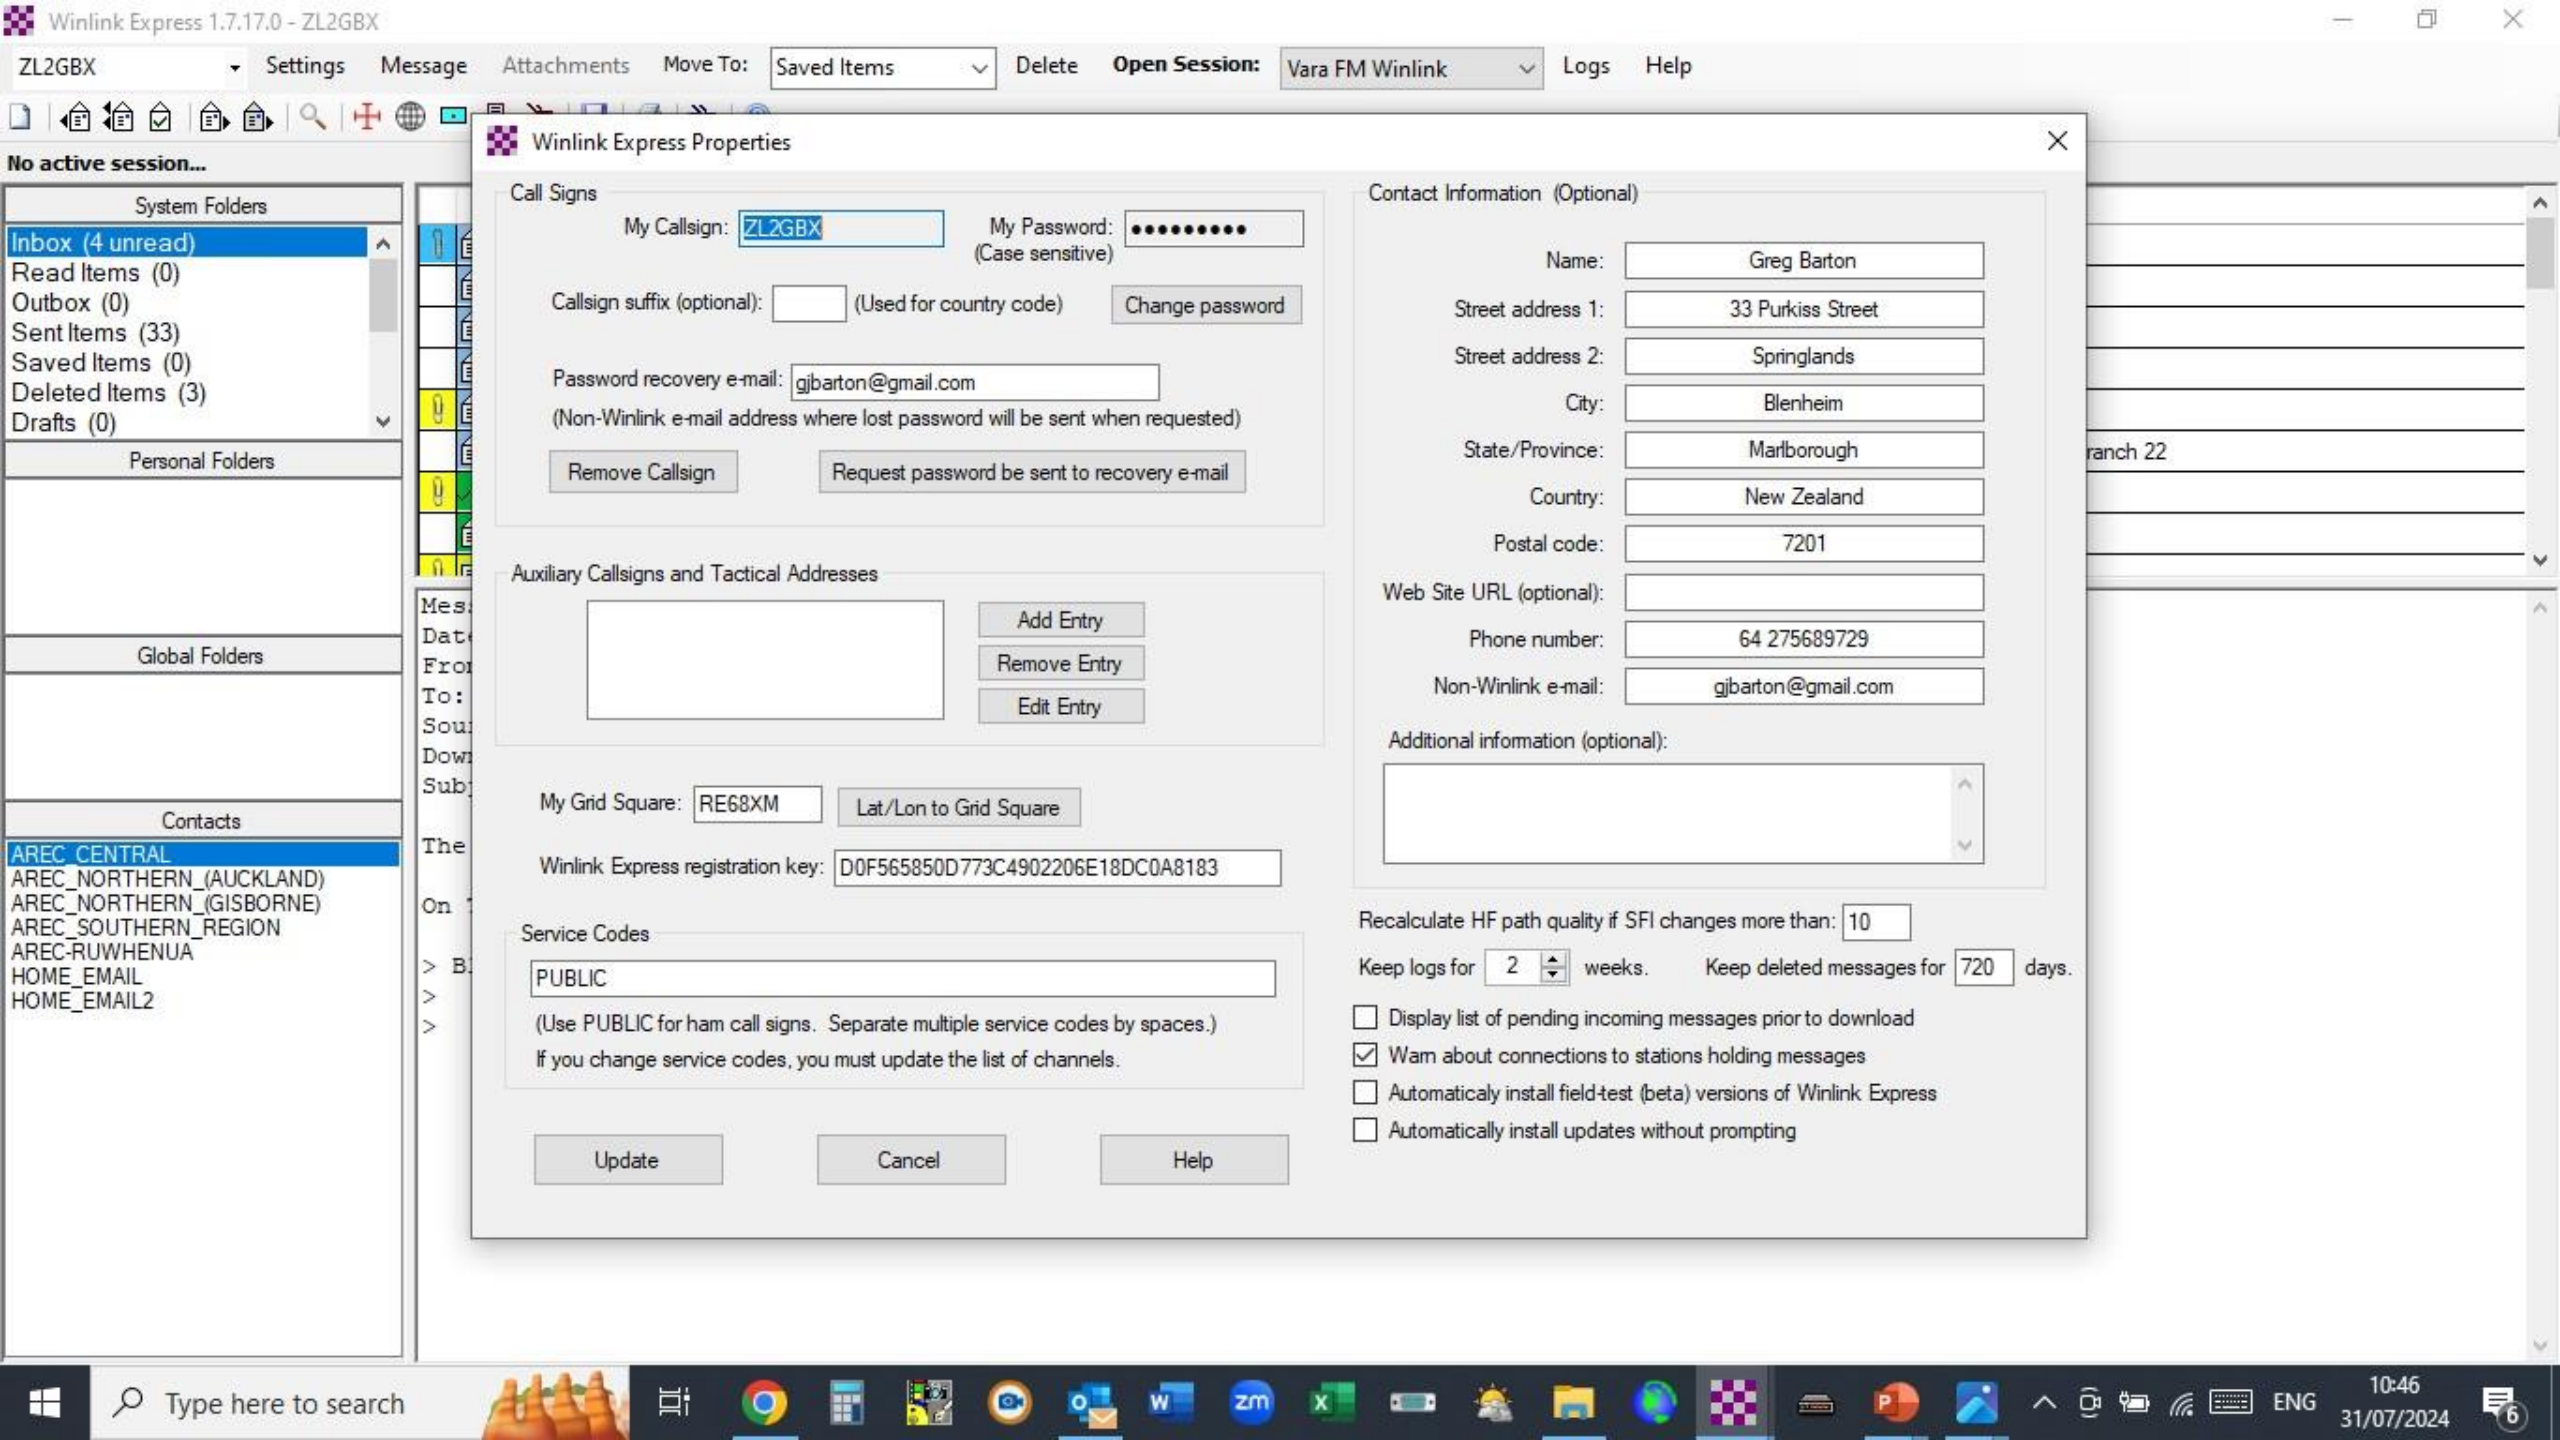 Winlink Express 1.7.17.0 - ZL2GBX
ZL2GBX Settings Message Attachments Move To: Saved Items Delete Open Session: Vara FM Winlink Logs Help
No active session...
System Folders
Inbox (4 unread)
Read Items (0)
Outbox (0)
Sent Items (33)
Saved Items (0)
Deleted Items (3)
Drafts (0)
Personal Folders
Global Folders
Contacts
AREC_CENTRAL
AREC_NORTHERN_(AUCKLAND)
AREC_NORTHERN_(GISBORNE)
AREC_SOUTHERN_REGION
AREC-RUWHENUA
HOME_EMAIL
HOME_EMAIL2
ranch 22
To:
The
On
>
>
>
Winlink Express Properties
Call Signs
My Callsign: ZL2GBX My Password: •••••••••
(Case sensitive)
Callsign suffix (optional): (Used for country code) Change password
Password recovery e-mail: gjbarton@gmail.com
(Non-Winlink e-mail address where lost password will be sent when requested)
Remove Callsign Request password be sent to recovery e-mail
Auxiliary Callsigns and Tactical Addresses
Add Entry
Remove Entry
Edit Entry
My Grid Square: RE68XM Lat/Lon to Grid Square
Winlink Express registration key: D0F565850D773C4902206E18DC0A8183
Service Codes
PUBLIC
(Use PUBLIC for ham call signs. Separate multiple service codes by spaces.)
If you change service codes, you must update the list of channels.
Update Cancel Help
Contact Information (Optional)
Name: Greg Barton
Street address 1: 33 Purkiss Street
Street address 2: Springlands
City: Blenheim
State/Province: Marlborough
Country: New Zealand
Postal code: 7201
Web Site URL (optional):
Phone number: 64 275689729
Non-Winlink e-mail: gjbarton@gmail.com
Additional information (optional):
Recalculate HF path quality if SFI changes more than: 10
Keep logs for 2 weeks. Keep deleted messages for 720 days.
Display list of pending incoming messages prior to download
Warn about connections to stations holding messages
Automaticaly install field-test (beta) versions of Winlink Express
Automatically install updates without prompting
Type here to search
zm
ENG
10:46
31/07/2024
6